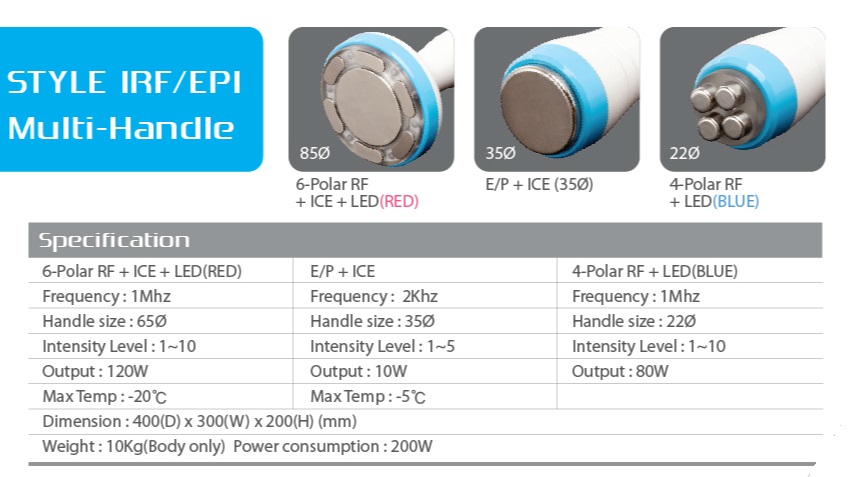 STYLE IRF/EPI
Multi-Handle
85Ø
35Ø
22Ø
6-Polar RF
+ ICE + LED(RED)
E/P + ICE (35Ø)
4-Polar RF
+ LED(BLUE)
Specification
6-Polar RF + ICE + LED(RED) E/P + ICE 4-Polar RF + LED(BLUE)
Frequency : 1Mhz Frequency : 2Khz Frequency : 1Mhz
Handle size : 65Ø Handle size : 35Ø Handle size : 22Ø
Intensity Level : 1~10 Intensity Level : 1~5 Intensity Level : 1~10
Output : 120W Output : 10W Output : 80W
Max Temp : -20℃ Max Temp : -5℃
Dimension : 400(D) x 300(W) x 200(H) (mm)
Weight : 10Kg(Body only) Power consumption : 200W